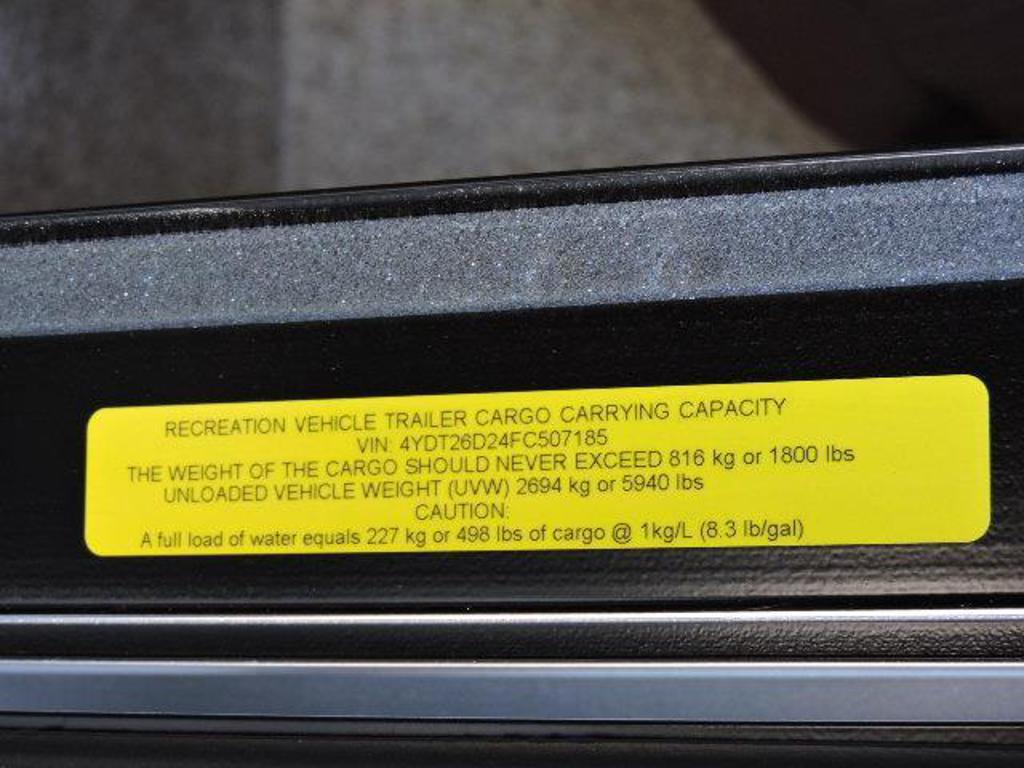 RECREATION VEHICLE TRAILER CARGO CARRYING CAPACITY
VIN: 4YDT26D24FC507185
THE WEIGHT OF THE CARGO SHOULD NEVER EXCEED 816 kg or 1800 lbs
UNLOADED VEHICLE WEIGHT (UVW) 2694 kg or 5940 lbs
CAUTION:
A full load of water equals 227 kg or 498 lbs of cargo @ 1kg/L (8.3 lb/gal)